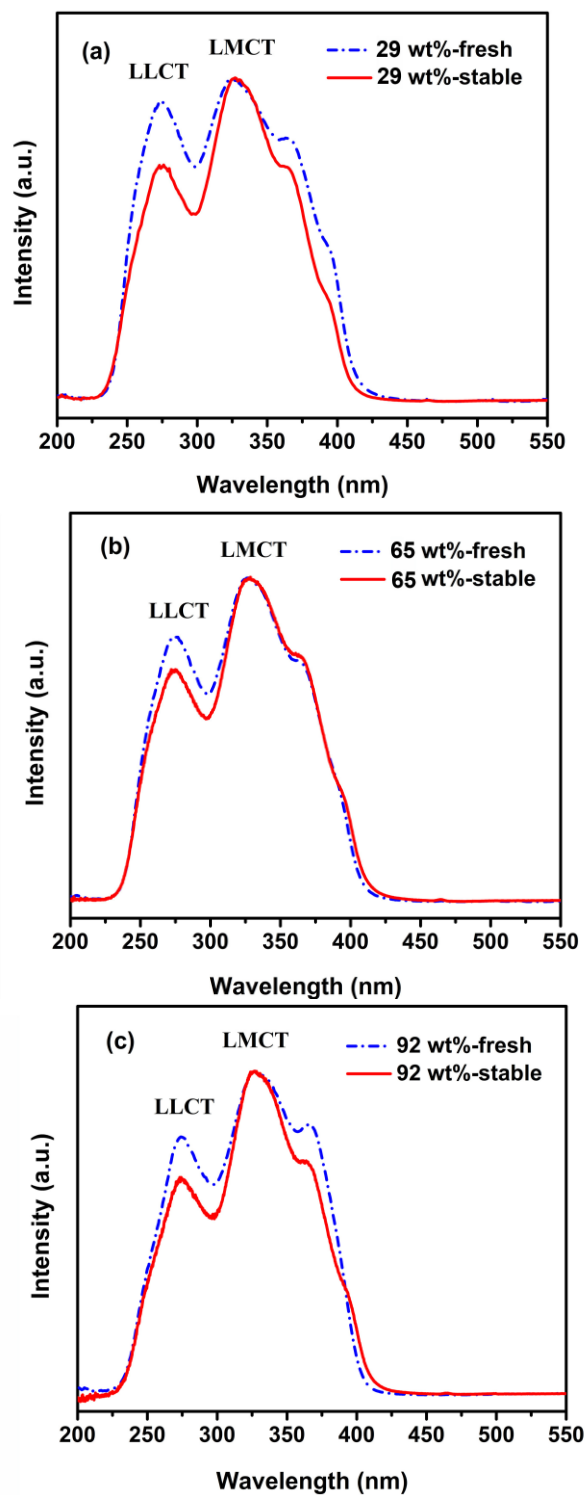 (a)
LLCT
LMCT
29 wt%-fresh
29 wt%-stable
Intensity (a.u.)
200 250 300 350 400 450 500 550
Wavelength (nm)
(b)
LLCT
LMCT
65 wt%-fresh
65 wt%-stable
Intensity (a.u.)
200 250 300 350 400 450 500 550
Wavelength (nm)
(c)
LLCT
LMCT
92 wt%-fresh
92 wt%-stable
Intensity (a.u.)
200 250 300 350 400 450 500 550
Wavelength (nm)